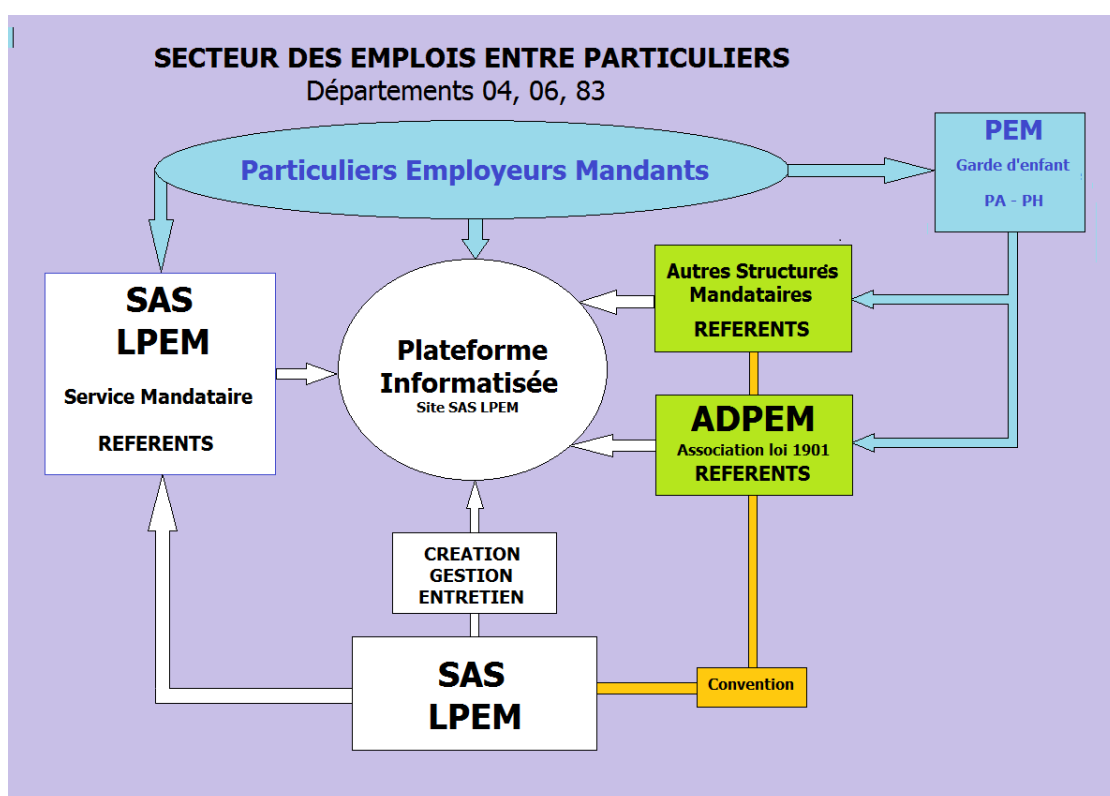 SECTEUR DES EMPLOIS ENTRE PARTICULIERS
Départements 04, 06, 83
Particuliers Employeurs Mandants
PEM
Garde d'enfant
PA - PH
SAS
LPEM
Service Mandataire
REFERENTS
Plateforme
Informatisée
Site SAS LPEM
Autres Structurés
Mandataires
REFERENTS
ADPEM
Association loi 1901
REFERENTS
CREATION
GESTION
ENTRETIEN
SAS
LPEM
Convention